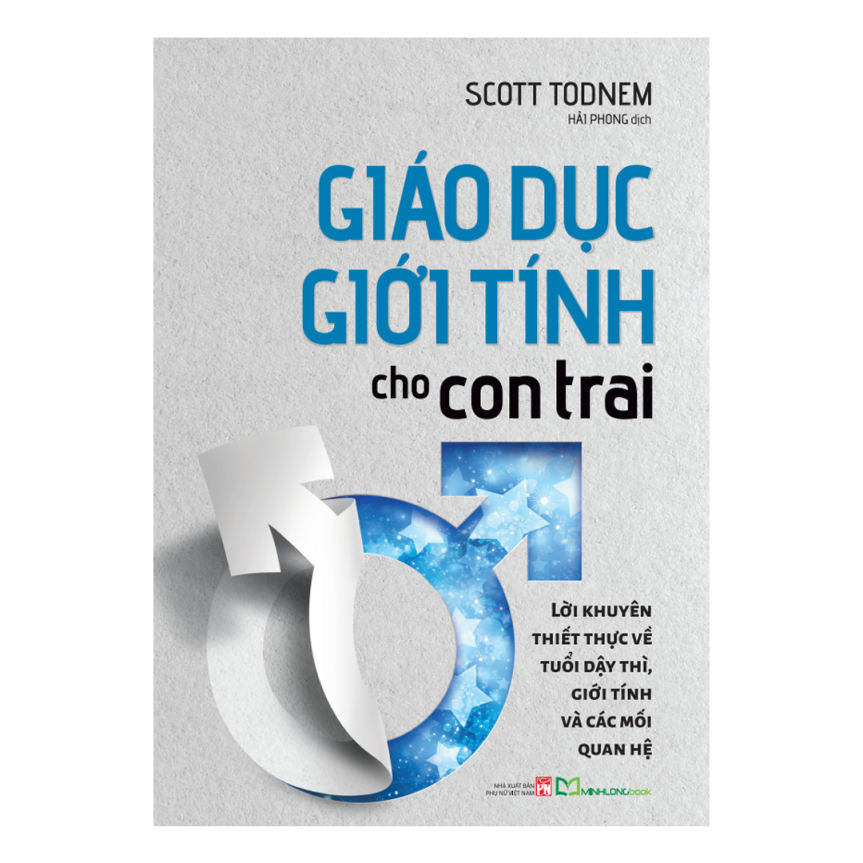 SCOTT TODNEM
HẢI PHONG dịch
GIÁO DỤC
GIỚI TÍNH
cho con trai
LỜI KHUYÊN
THIẾT THỰC VỀ
TUỔI DẬY THÌ,
GIỚI TÍNH
VÀ CÁC MỐI
QUAN HỆ
NHÀ XUẤT BẢN
PHỤ NỮ VIỆT NAM
PN
MINHLONGbook